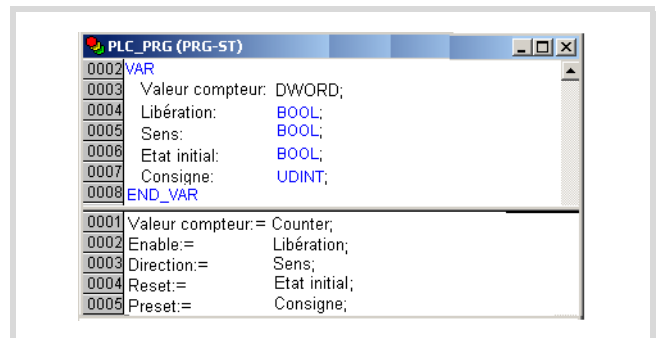 PLC_PRG (PRG-ST)
0002 VAR
0003 Valeur compteur: DWORD;
0004 Libération: BOOL;
0005 Sens: BOOL;
0006 Etat initial: BOOL;
0007 Consigne: UDINT;
0008 END_VAR
0001 Valeur compteur:= Counter;
0002 Enable:= Libération;
0003 Direction:= Sens;
0004 Reset:= Etat initial;
0005 Preset:= Consigne;